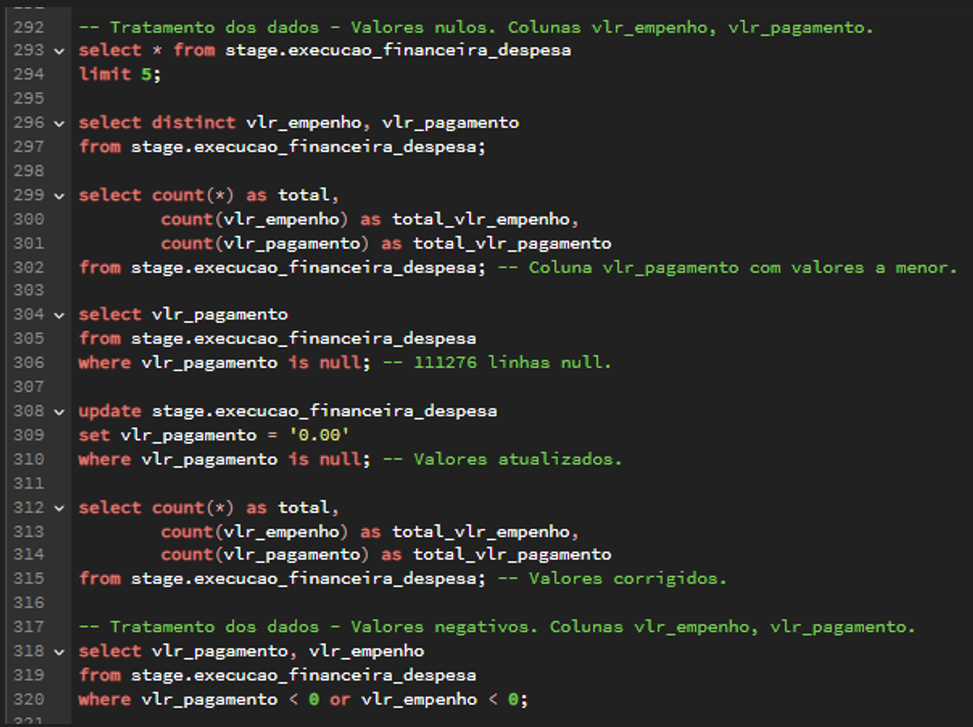 292 -- Tratamento dos dados - Valores nulos. Colunas vlr_empenho, vlr_pagamento.
293 select * from stage.execucao_financeira_despesa
294 limit 5;
295
296 select distinct vlr_empenho, vlr_pagamento
297 from stage.execucao_financeira_despesa;
298
299 select count(*) as total,
300 count(vlr_empenho) as total_vlr_empenho,
301 count(vlr_pagamento) as total_vlr_pagamento
302 from stage.execucao_financeira_despesa; -- Coluna vlr_pagamento com valores a menor.
303
304 select vlr_pagamento
305 from stage.execucao_financeira_despesa
306 where vlr_pagamento is null; -- 111276 linhas null.
307
308 update stage.execucao_financeira_despesa
309 set vlr_pagamento = '0.00'
310 where vlr_pagamento is null; -- Valores atualizados.
311
312 select count(*) as total,
313 count(vlr_empenho) as total_vlr_empenho,
314 count(vlr_pagamento) as total_vlr_pagamento
315 from stage.execucao_financeira_despesa; -- Valores corrigidos.
316
317 -- Tratamento dos dados - Valores negativos. Colunas vlr_empenho, vlr_pagamento.
318 select vlr_pagamento, vlr_empenho
319 from stage.execucao_financeira_despesa
320 where vlr_pagamento < 0 or vlr_empenho < 0;